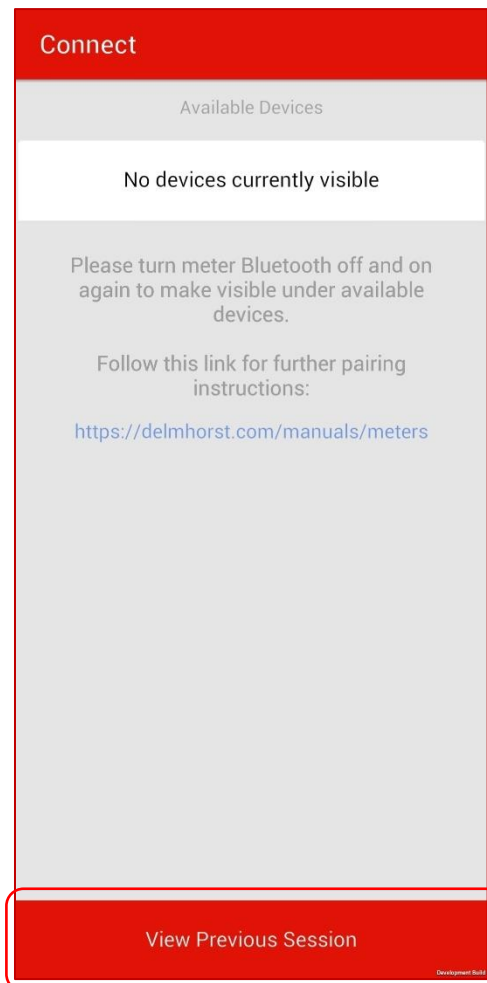 Connect
Available Devices
No devices currently visible
Please turn meter Bluetooth off and on
again to make visible under available
devices.
Follow this link for further pairing
instructions:
https://delmhorst.com/manuals/meters
View Previous Session
Development Build